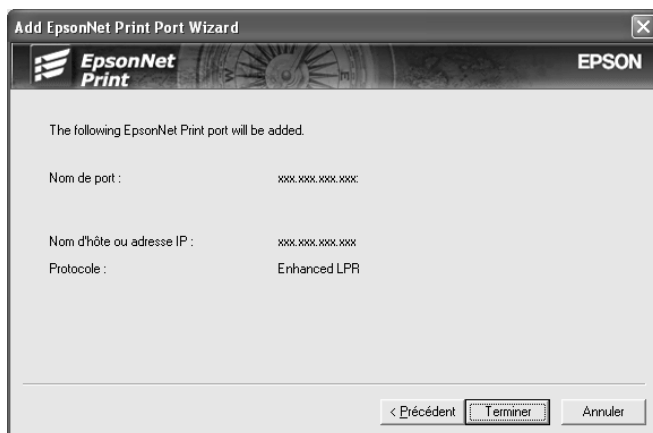 Add EpsonNet Print Port Wizard
EpsonNet
Print
EPSON
The following EpsonNet Print port will be added.
Nom de port : xxx.xxx.xxx.xxx:
Nom d'hôte ou adresse IP : xxx.xxx.xxx.xxx
Protocole : Enhanced LPR
< Précédent Terminer Annuler